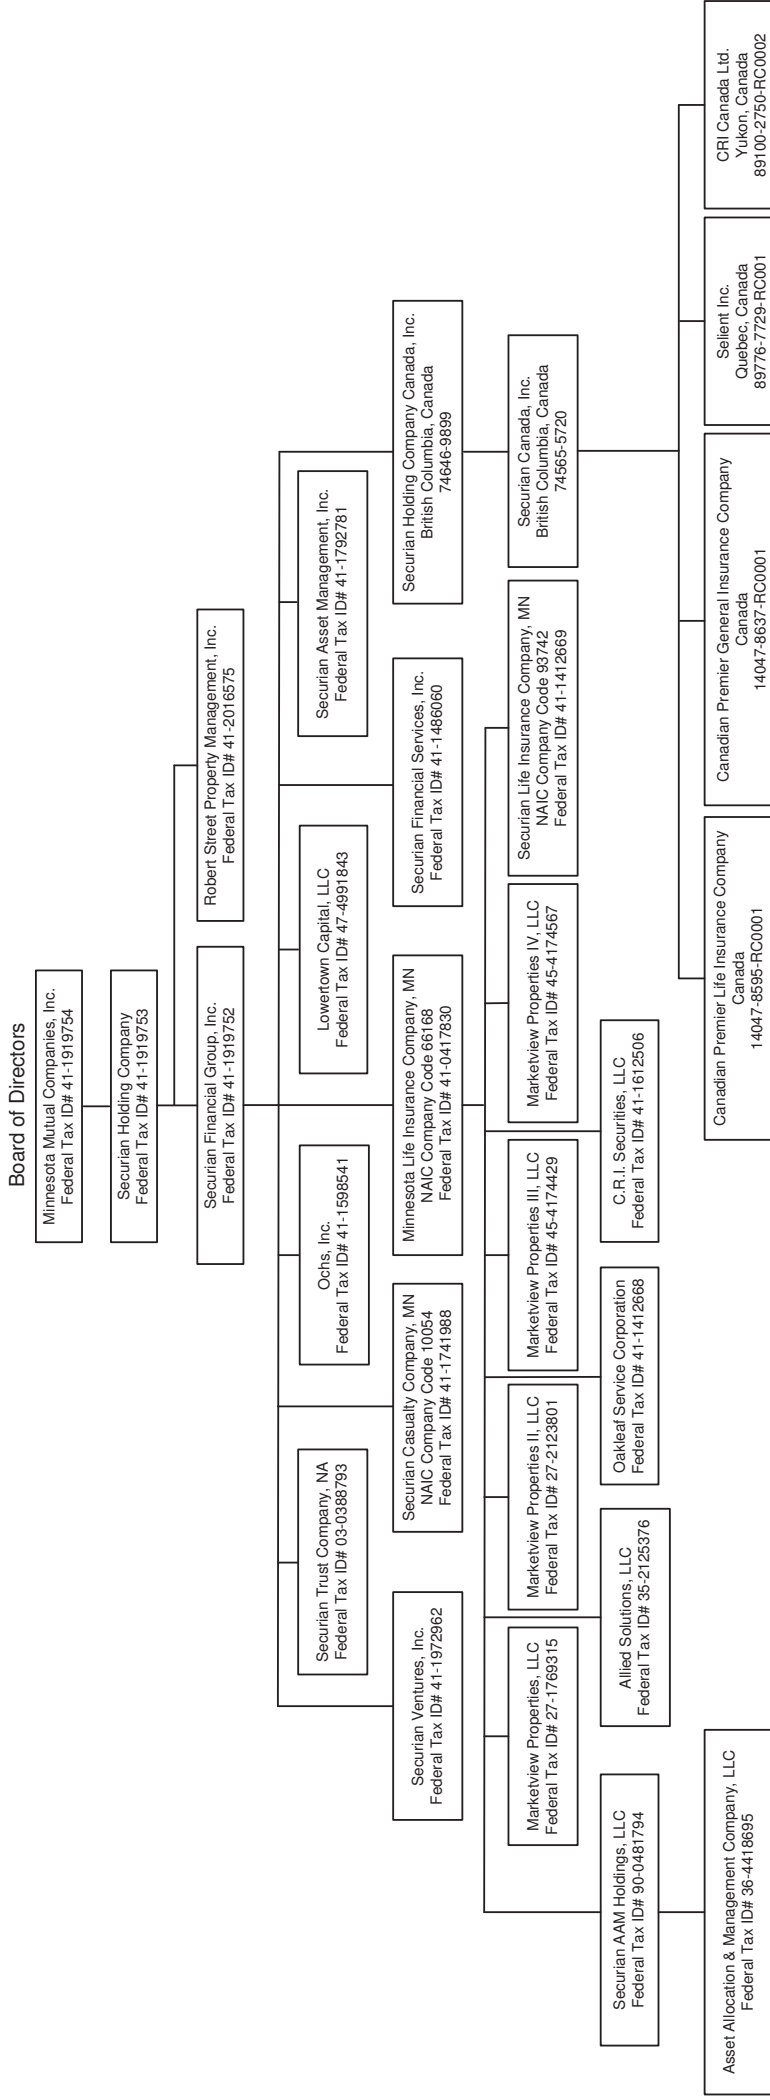 Board of Directors
Minnesota Mutual Companies, Inc.
Federal Tax ID# 41-1919754
Securian Holding Company
Federal Tax ID# 41-1919753
Securian Financial Group, Inc.
Federal Tax ID# 41-1919752
Robert Street Property Management, Inc.
Federal Tax ID# 41-2016575
Securian Trust Company, NA
Federal Tax ID# 03-0388793
Ochs, Inc.
Federal Tax ID# 41-1598541
Lowertown Capital, LLC
Federal Tax ID# 47-4991843
Securian Asset Management, Inc.
Federal Tax ID# 41-1792781
Securian Ventures, Inc.
Federal Tax ID# 41-1972962
Securian Casualty Company, MN
NAIC Company Code 10054
Federal Tax ID# 41-1741988
Minnesota Life Insurance Company, MN
NAIC Company Code 66168
Federal Tax ID# 41-0417830
Securian Financial Services, Inc.
Federal Tax ID# 41-1486060
Securian Holding Company Canada, Inc.
British Columbia, Canada
74646-9899
Marketview Properties, LLC
Federal Tax ID# 27-1769315
Marketview Properties II, LLC
Federal Tax ID# 27-2123801
Marketview Properties III, LLC
Federal Tax ID# 45-4174429
Marketview Properties IV, LLC
Federal Tax ID# 45-4174567
Securian Life Insurance Company, MN
NAIC Company Code 93742
Federal Tax ID# 41-1412669
Securian Canada, Inc.
British Columbia, Canada
74565-5720
Securian AAM Holdings, LLC
Federal Tax ID# 90-0481794
Allied Solutions, LLC
Federal Tax ID# 35-2125376
Oakleaf Service Corporation
Federal Tax ID# 41-1412668
C.R.I. Securities, LLC
Federal Tax ID# 41-1612506
Asset Allocation & Management Company, LLC
Federal Tax ID# 36-4418695
Canadian Premier Life Insurance Company
Canada
14047-8595-RC0001
Canadian Premier General Insurance Company
Canada
14047-8637-RC0001
Selient Inc.
Quebec, Canada
89776-7729-RC001
CRI Canada Ltd.
Yukon, Canada
89100-2750-RC0002